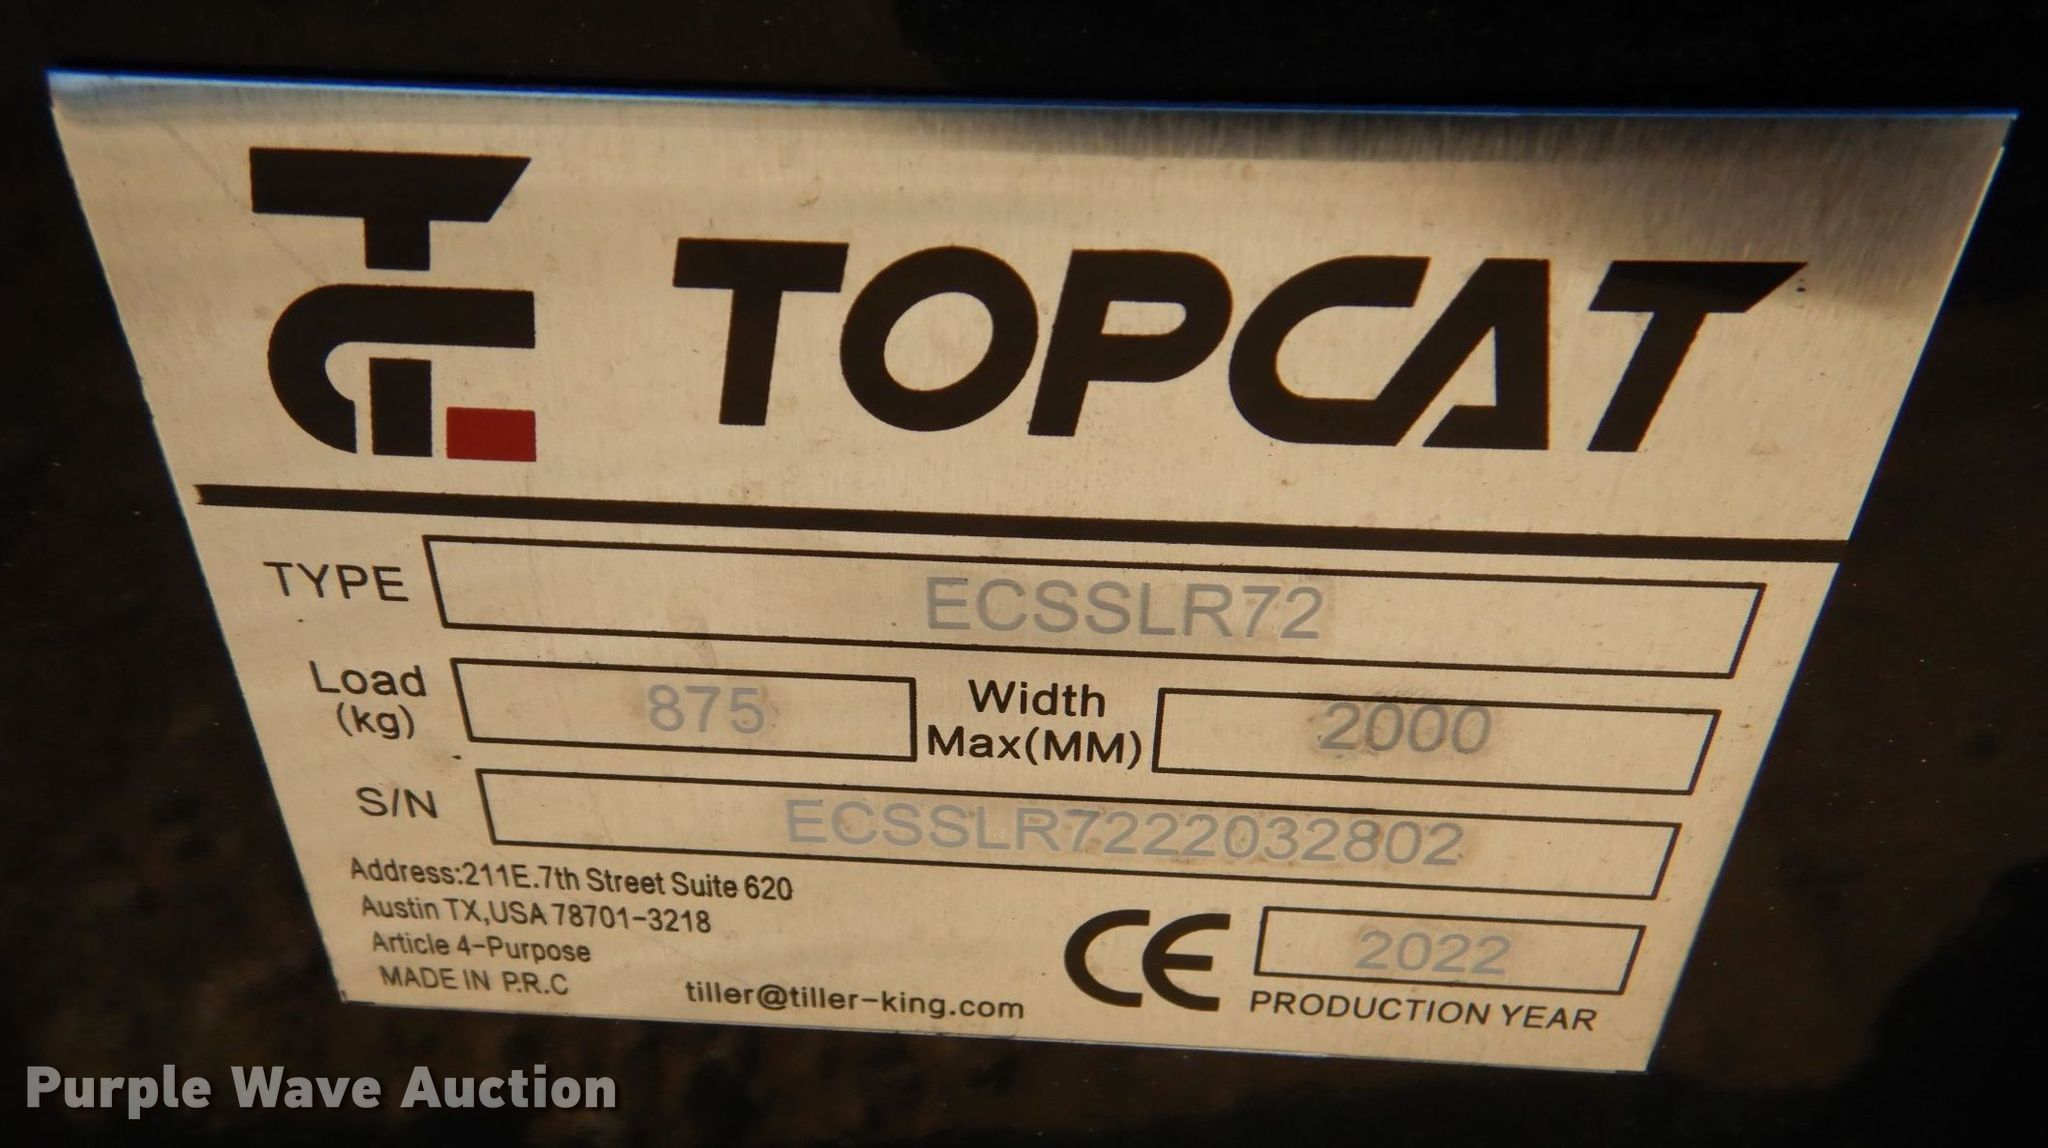 TC TOPCAT
TYPE ECSSLR72
Load (kg) 875 Width Max(MM) 2000
S/N ECSSLR7222032802
Address:211E.7th Street Suite 620
Austin TX,USA 78701-3218
Article 4-Purpose
MADE IN P.R.C
tiller@tiller-king.com
CE 2022
PRODUCTION YEAR
Purple Wave Auction